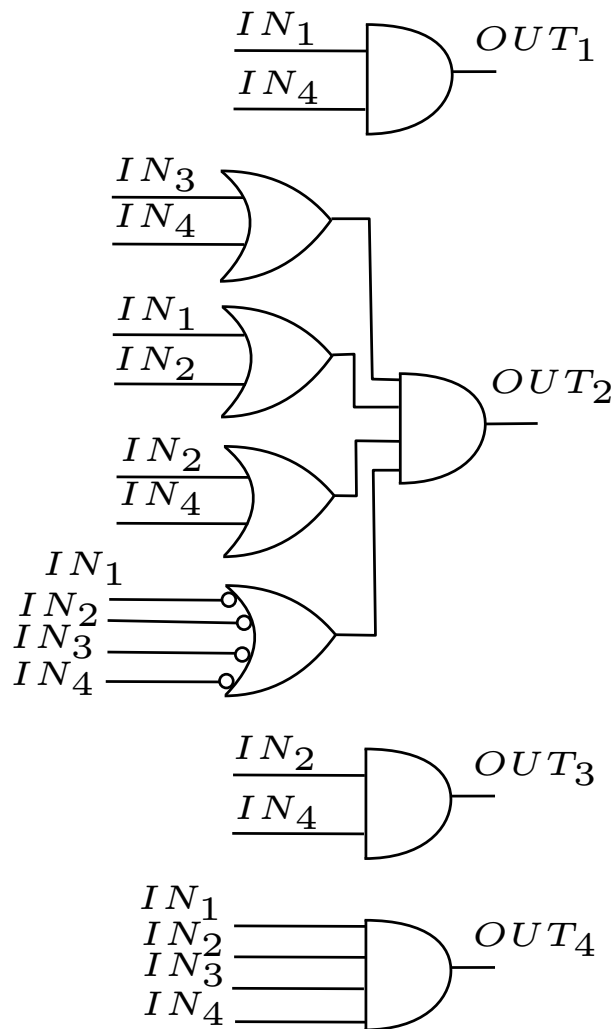 IN₁
OUT₁
IN₄
IN₃
IN₄
IN₁
IN₂
OUT₂
IN₂
IN₄
IN₁
IN₂
IN₃
IN₄
IN₂
OUT₃
IN₄
IN₁
IN₂
OUT₄
IN₃
IN₄